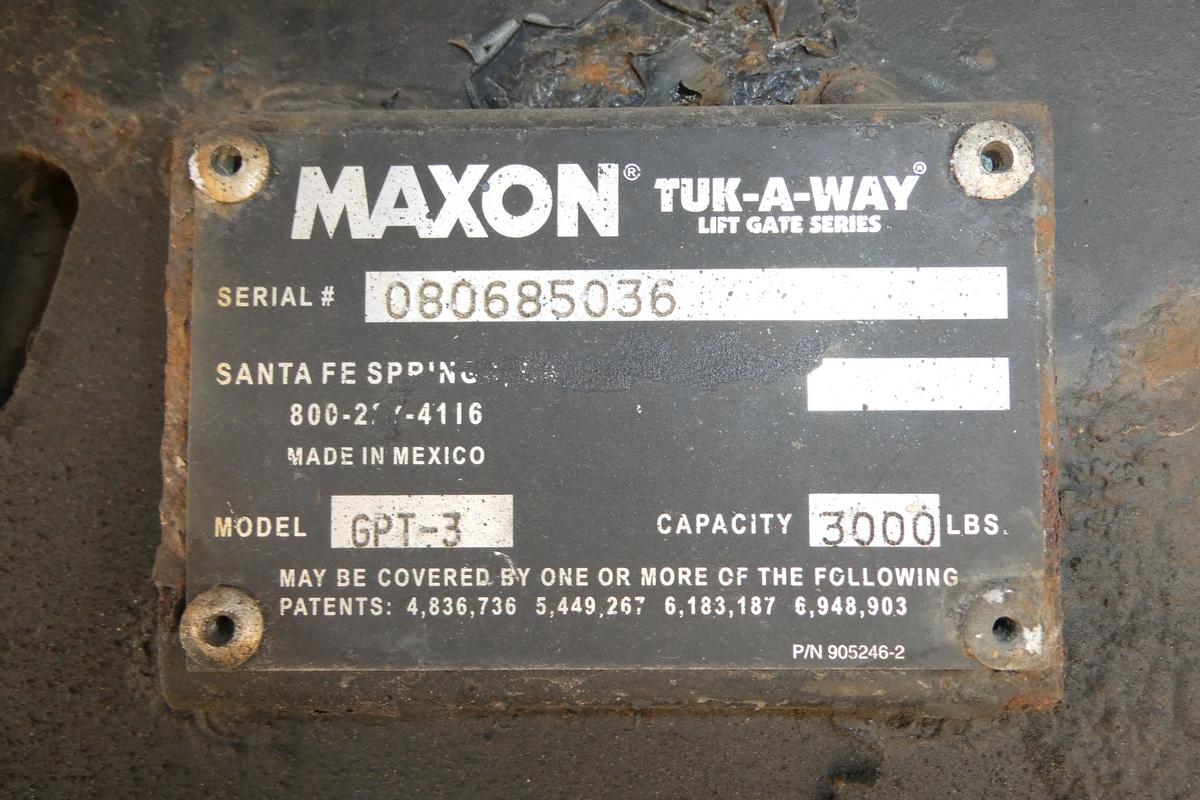 MAXON® TUK-A-WAY®
LIFT GATE SERIES
SERIAL # 080685036
SANTA FE
MADE IN MEXICO
MODEL GPT-3 CAPACITY 3000 LBS.
MAY BE COVERED BY ONE OR MORE OF THE FOLLOWING
PATENTS: 4,836,736 5,449,267 6,183,187 6,948,903
P/N 905246-2